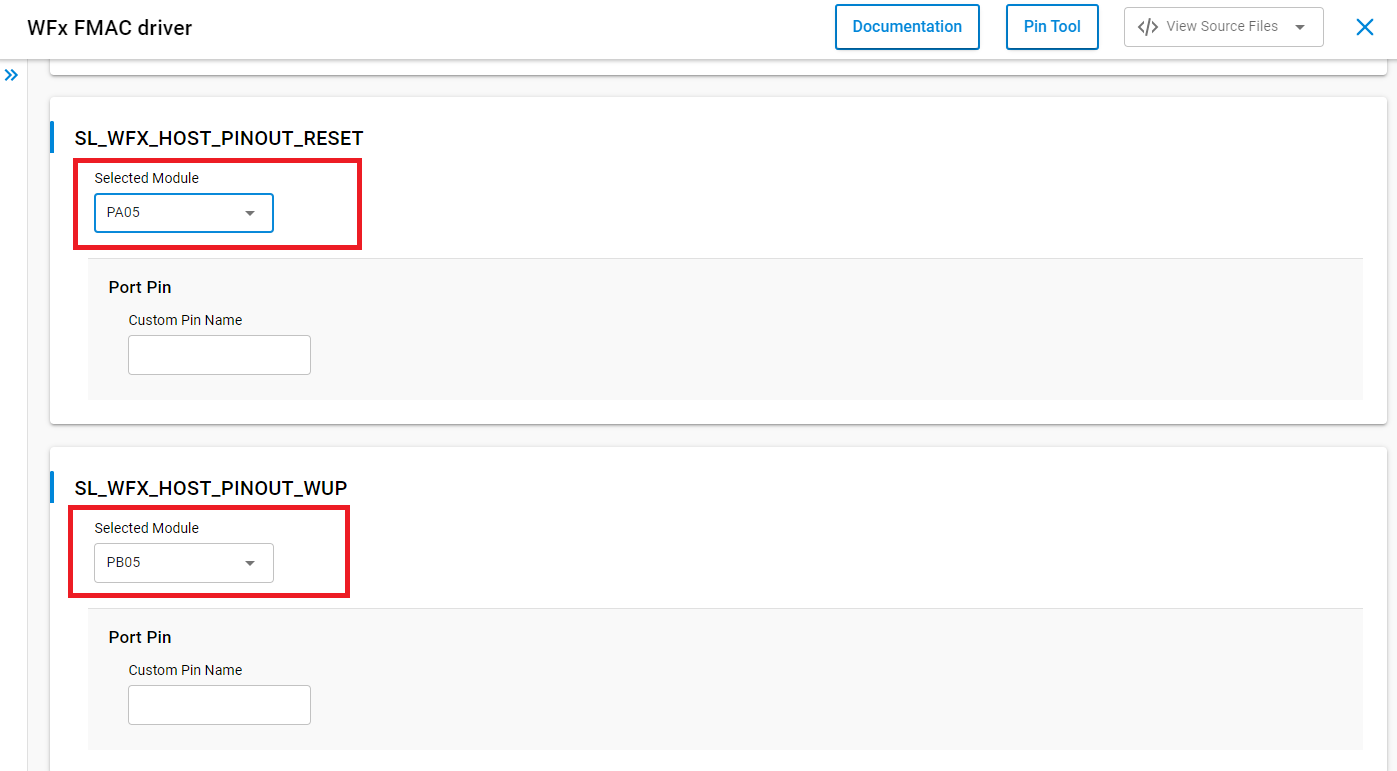 WFx FMAC driver
Documentation
Pin Tool
</> View Source Files
SL_WFX_HOST_PINOUT_RESET
Selected Module
PA05
Port Pin
Custom Pin Name
SL_WFX_HOST_PINOUT_WUP
Selected Module
PB05
Port Pin
Custom Pin Name